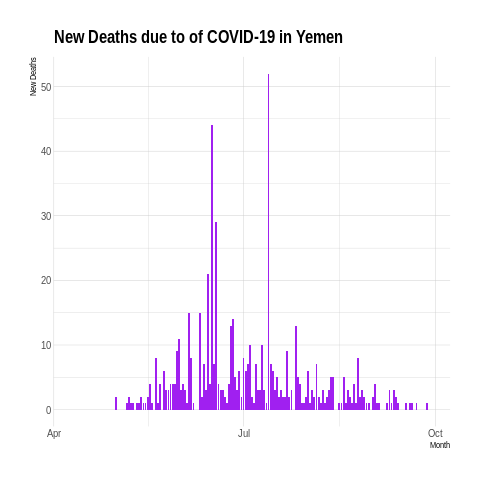 New Deaths due to of COVID-19 in Yemen
New Deaths
50
40
30
20
10
0
Apr
Jul
Oct
Month